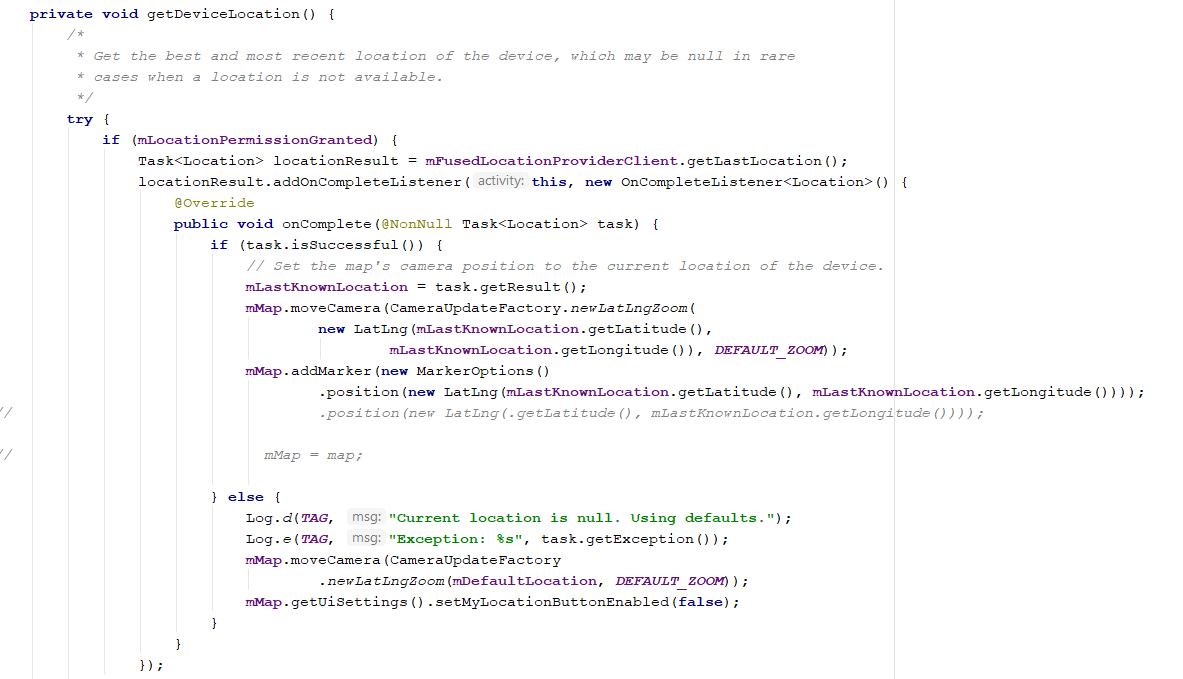 private void getDeviceLocation() {
/*
* Get the best and most recent location of the device, which may be null in rare
* cases when a location is not available.
*/
try {
if (mLocationPermissionGranted) {
Task<Location> locationResult = mFusedLocationProviderClient.getLastLocation();
locationResult.addOnCompleteListener( activity: this, new OnCompleteListener<Location>() {
@Override
public void onComplete(@NonNull Task<Location> task) {
if (task.isSuccessful()) {
// Set the map's camera position to the current location of the device.
mLastKnownLocation = task.getResult();
mMap.moveCamera(CameraUpdateFactory.newLatLngZoom(
new LatLng(mLastKnownLocation.getLatitude(),
mLastKnownLocation.getLongitude()), DEFAULT_ZOOM));
mMap.addMarker(new MarkerOptions()
.position(new LatLng(mLastKnownLocation.getLatitude(), mLastKnownLocation.getLongitude())));
// .position(new LatLng(.getLatitude(), mLastKnownLocation.getLongitude())));
// mMap = map;
} else {
Log.d(TAG, msg: "Current location is null. Using defaults.");
Log.e(TAG, msg: "Exception: %s", task.getException());
mMap.moveCamera(CameraUpdateFactory
.newLatLngZoom(mDefaultLocation, DEFAULT_ZOOM));
mMap.getUiSettings().setMyLocationButtonEnabled(false);
}
}
});